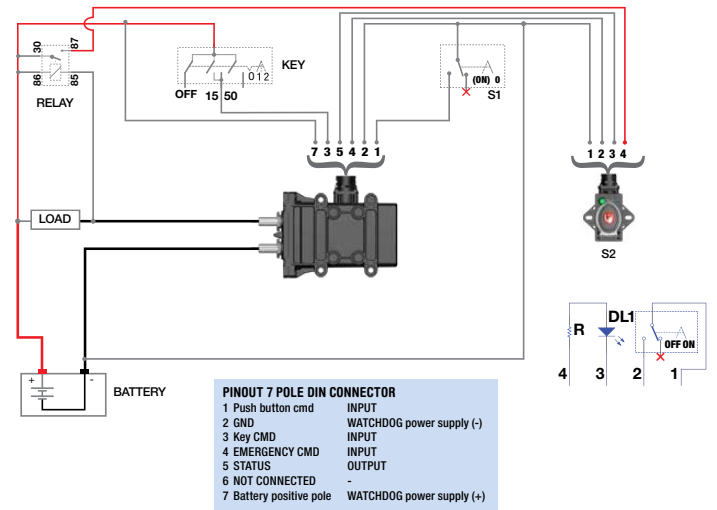 30
87
86
85
RELAY
KEY
0 1 2
OFF 15 50
(ON) 0
S1
7 3 5 4 2 1
1 2 3 4
S2
LOAD
+ -
BATTERY
R
DL1
OFF ON
4 3 2 1
PINOUT 7 POLE DIN CONNECTOR
1 Push button cmd INPUT
2 GND WATCHDOG power supply (-)
3 Key CMD INPUT
4 EMERGENCY CMD INPUT
5 STATUS OUTPUT
6 NOT CONNECTED -
7 Battery positive pole WATCHDOG power supply (+)